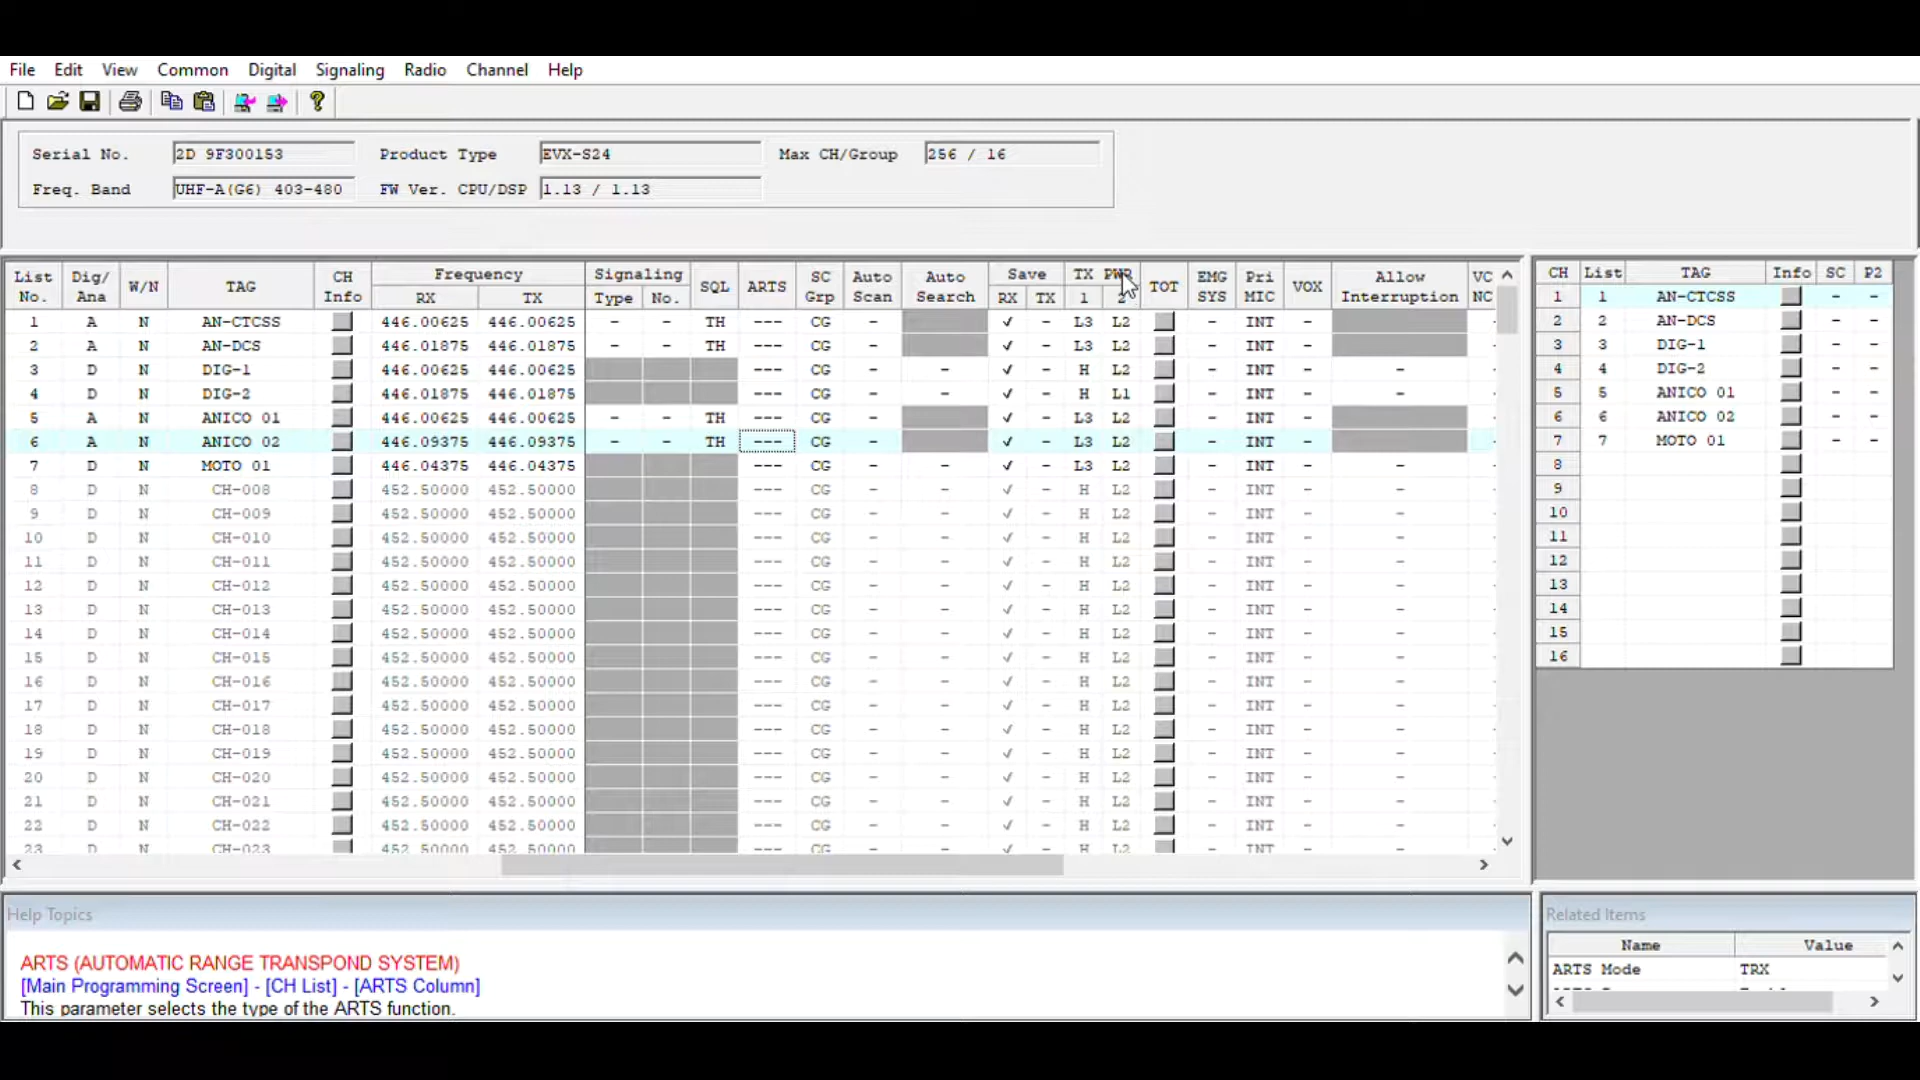 File Edit View Common Digital Signaling Radio Channel Help
Serial No. 2D 9F300153 Product Type EVX-S24 Max CH/Group 256 / 16
Freq. Band UHF-A(G6) 403-480 FW Ver. CPU/DSP 1.13 / 1.13
List No. Dig/ Ana W/N TAG CH Info Frequency RX TX Signaling Type No. SQL ARTS SC Grp Auto Scan Auto Search Save RX TX TX PWR 1 2 TOT EMG SYS Pri MIC VOX Allow Interruption VC NC
1 A N AN-CTCSS 446.00625 446.00625 - - TH --- CG - ✓ - L3 L2 - INT -
2 A N AN-DCS 446.01875 446.01875 - - TH --- CG - ✓ - L3 L2 - INT -
3 D N DIG-1 446.00625 446.00625 --- CG - - ✓ - H L2 - INT - -
4 D N DIG-2 446.01875 446.01875 --- CG - - ✓ - H L1 - INT - -
5 A N ANICO 01 446.00625 446.00625 - - TH --- CG - ✓ - L3 L2 - INT -
6 A N ANICO 02 446.09375 446.09375 - - TH --- CG - ✓ - L3 L2 - INT -
7 D N MOTO 01 446.04375 446.04375 --- CG - - ✓ - L3 L2 - INT - -
8 D N CH-008 452.50000 452.50000 --- CG - - ✓ - H L2 - INT - -
9 D N CH-009 452.50000 452.50000 --- CG - - ✓ - H L2 - INT - -
10 D N CH-010 452.50000 452.50000 --- CG - - ✓ - H L2 - INT - -
11 D N CH-011 452.50000 452.50000 --- CG - - ✓ - H L2 - INT - -
12 D N CH-012 452.50000 452.50000 --- CG - - ✓ - H L2 - INT - -
13 D N CH-013 452.50000 452.50000 --- CG - - ✓ - H L2 - INT - -
14 D N CH-014 452.50000 452.50000 --- CG - - ✓ - H L2 - INT - -
15 D N CH-015 452.50000 452.50000 --- CG - - ✓ - H L2 - INT - -
16 D N CH-016 452.50000 452.50000 --- CG - - ✓ - H L2 - INT - -
17 D N CH-017 452.50000 452.50000 --- CG - - ✓ - H L2 - INT - -
18 D N CH-018 452.50000 452.50000 --- CG - - ✓ - H L2 - INT - -
19 D N CH-019 452.50000 452.50000 --- CG - - ✓ - H L2 - INT - -
20 D N CH-020 452.50000 452.50000 --- CG - - ✓ - H L2 - INT - -
21 D N CH-021 452.50000 452.50000 --- CG - - ✓ - H L2 - INT - -
22 D N CH-022 452.50000 452.50000 --- CG - - ✓ - H L2 - INT - -
23 D N CH-023 452.50000 452.50000 --- CG - - ✓ - H L2 - INT - -
CH List TAG Info SC P2
1 1 AN-CTCSS - -
2 2 AN-DCS - -
3 3 DIG-1 - -
4 4 DIG-2 - -
5 5 ANICO 01 - -
6 6 ANICO 02 - -
7 7 MOTO 01 - -
8
9
10
11
12
13
14
15
16
Help Topics
ARTS (AUTOMATIC RANGE TRANSPOND SYSTEM)
[Main Programming Screen] - [CH List] - [ARTS Column]
This parameter selects the type of the ARTS function.
Related Items
Name Value
ARTS Mode TRX